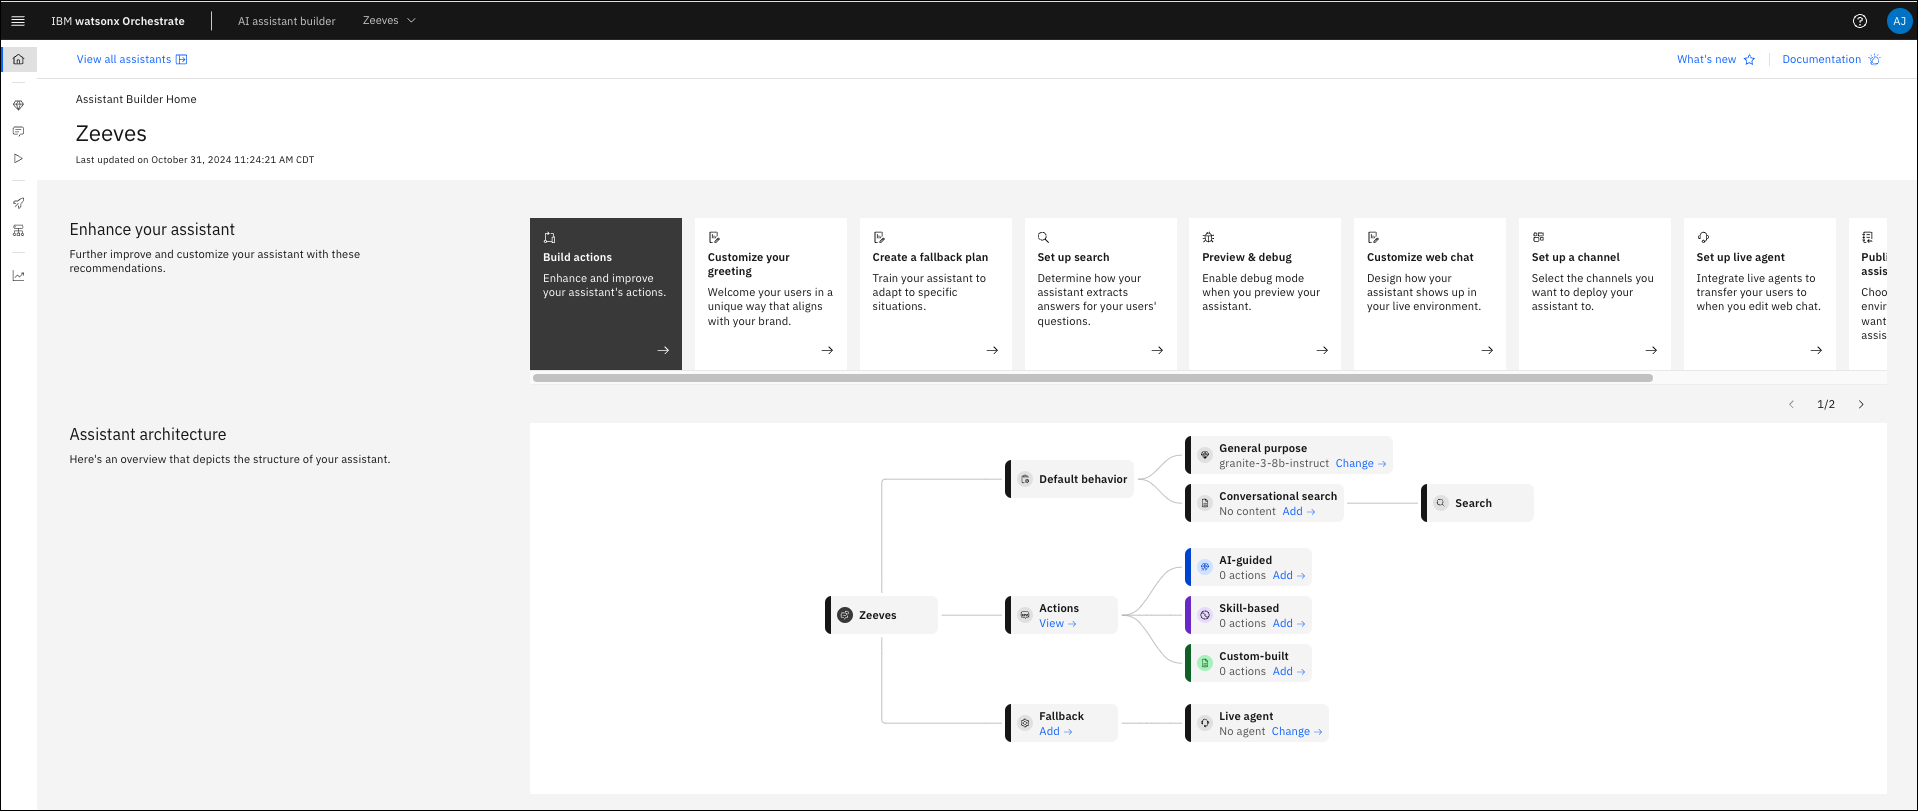 IBM watsonx Orchestrate
AI assistant builder
Zeeves
AJ
View all assistants
What's new
Documentation
Assistant Builder Home
Zeeves
Last updated on October 31, 2024 11:24:21 AM CDT
Enhance your assistant
Further improve and customize your assistant with these
recommendations.
Build actions
Enhance and improve
your assistant's actions.
Customize your
greeting
Welcome your users in a
unique way that aligns
with your brand.
Create a fallback plan
Train your assistant to
adapt to specific
situations.
Set up search
Determine how your
assistant extracts
answers for your users'
questions.
Preview & debug
Enable debug mode
when you preview your
assistant.
Customize web chat
Design how your
assistant shows up in
your live environment.
Set up a channel
Select the channels you
want to deploy your
assistant to.
Set up live agent
Integrate live agents to
transfer your users to
when you edit web chat.
Publi
assis
Choo
envir
want
assis
1/2
Assistant architecture
Here's an overview that depicts the structure of your assistant.
Zeeves
Default behavior
General purpose
granite-3-8b-instruct Change
Conversational search
No content Add
Search
Actions
View
AI-guided
0 actions Add
Skill-based
0 actions Add
Custom-built
0 actions Add
Fallback
Add
Live agent
No agent Change